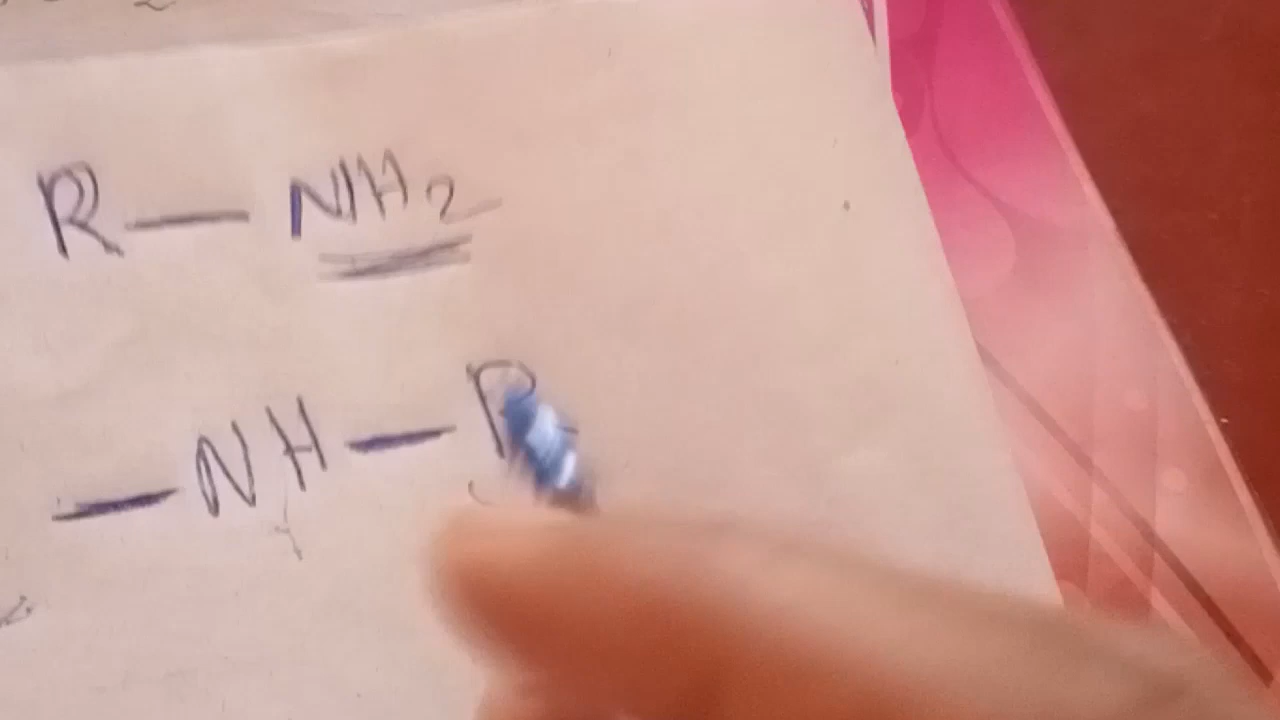 R — NH2
— NH — R